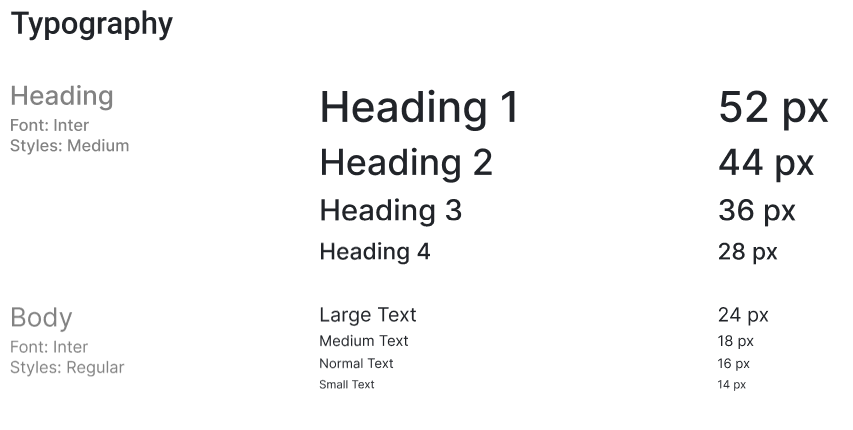 Typography
Heading
Font: Inter
Styles: Medium
Heading 1 52 px
Heading 2 44 px
Heading 3 36 px
Heading 4 28 px
Body
Font: Inter
Styles: Regular
Large Text 24 px
Medium Text 18 px
Normal Text 16 px
Small Text 14 px